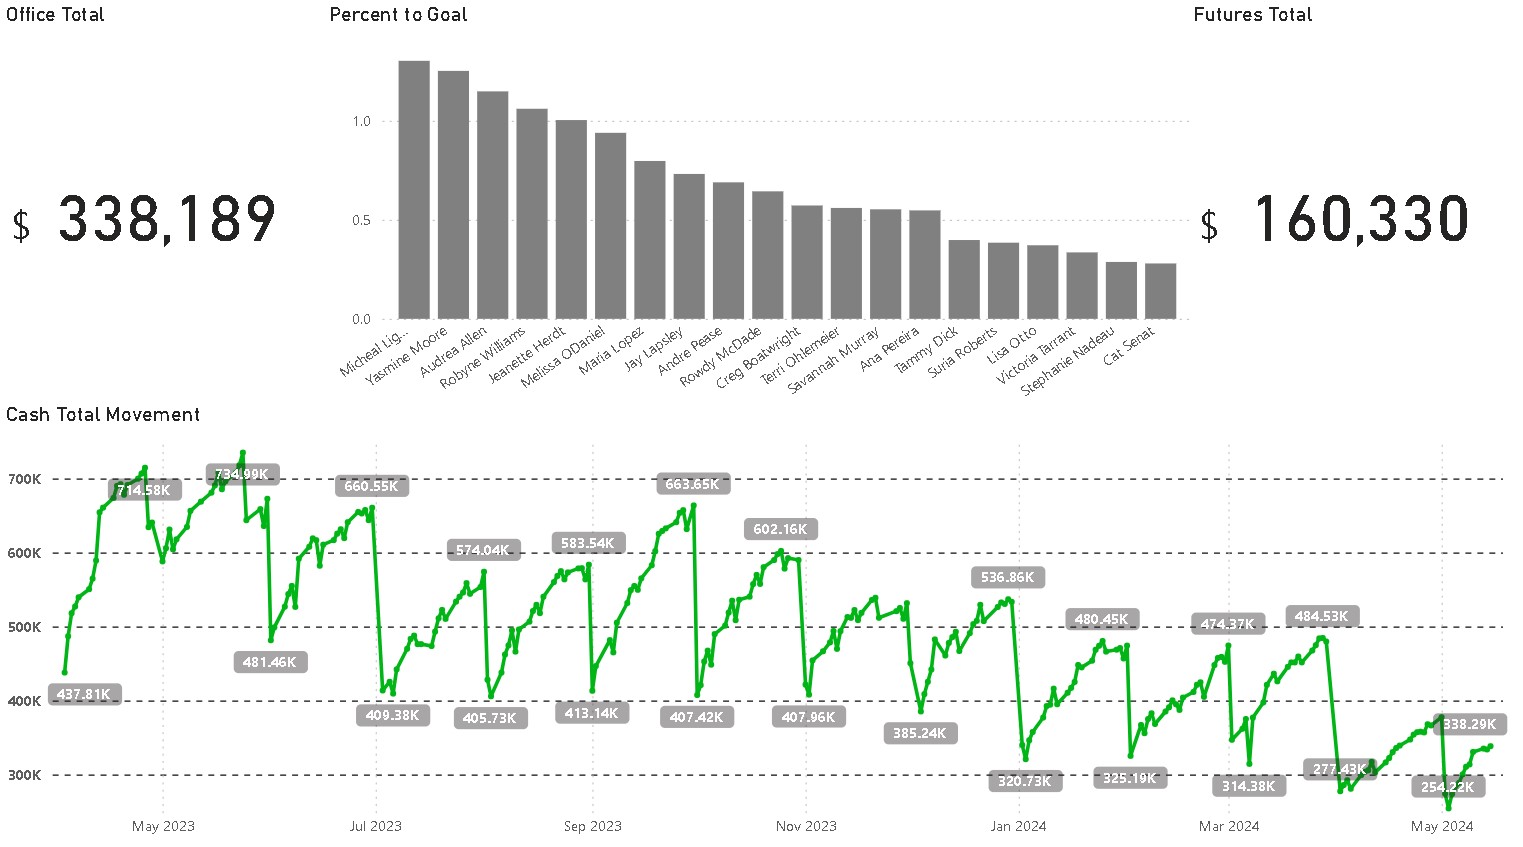 Office Total
$ 338,189
Percent to Goal
1.0
0.5
0.0
Micheal Lig...
Yasmine Moore
Audrea Allen
Robyne Williams
Jeanette Herdt
Melissa ODaniel
Maria Lopez
Jay Lapsley
Andre Pease
Rowdy McDade
Creg Boatwright
Terri Ohlemeier
Savannah Murray
Ana Pereira
Tammy Dick
Suria Roberts
Lisa Otto
Victoria Tarrant
Stephanie Nadeau
Cat Senat
Futures Total
$ 160,330
Cash Total Movement
700K
600K
500K
400K
300K
437.81K
714.58K
734.99K
481.46K
660.55K
409.38K
574.04K
405.73K
583.54K
413.14K
663.65K
407.42K
602.16K
407.96K
385.24K
536.86K
320.73K
480.45K
325.19K
474.37K
314.38K
484.53K
277.43K
254.22K
338.29K
May 2023
Jul 2023
Sep 2023
Nov 2023
Jan 2024
Mar 2024
May 2024